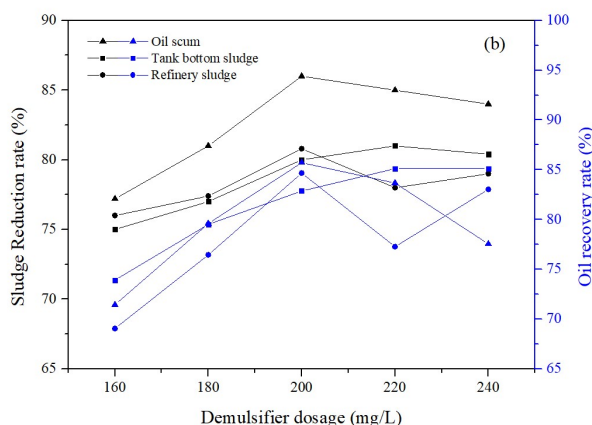 90
85
80
75
70
65
Sludge Reduction rate (%)
Oil scum
Tank bottom sludge
Refinery sludge
(b)
100
95
90
85
80
75
70
65
Oil recovery rate (%)
160
180
200
220
240
Demulsifier dosage (mg/L)